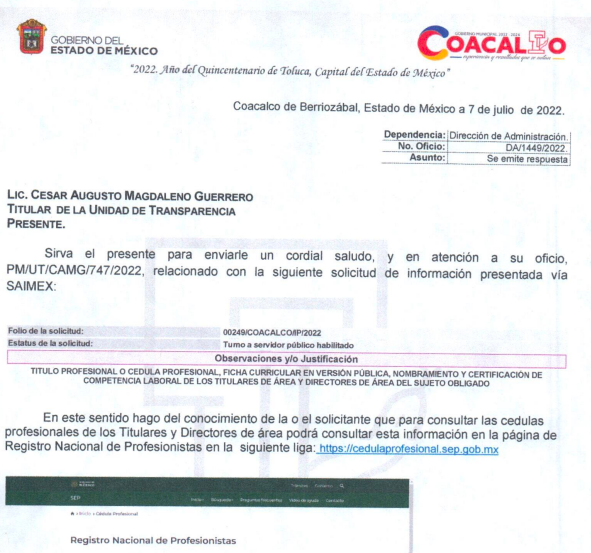 GOBIERNO DEL
ESTADO DE MÉXICO
GOBIERNO MUNICIPAL 2022 - 2024
COACALCO
experiencia y resultados que se notan
"2022. Año del Quincentenario de Toluca, Capital del Estado de México"
Coacalco de Berriozábal, Estado de México a 7 de julio de 2022.
Dependencia: Dirección de Administración.
No. Oficio: DA/1449/2022.
Asunto: Se emite respuesta
LIC. CESAR AUGUSTO MAGDALENO GUERRERO
TITULAR DE LA UNIDAD DE TRANSPARENCIA
PRESENTE.
Sirva el presente para enviarle un cordial saludo, y en atención a su oficio,
PM/UT/CAMG/747/2022, relacionado con la siguiente solicitud de información presentada vía
SAIMEX:
Folio de la solicitud: 00249/COACALCO/IP/2022
Estatus de la solicitud: Turno a servidor público habilitado
Observaciones y/o Justificación
TITULO PROFESIONAL O CEDULA PROFESIONAL, FICHA CURRICULAR EN VERSIÓN PÚBLICA, NOMBRAMIENTO Y CERTIFICACIÓN DE
COMPETENCIA LABORAL DE LOS TITULARES DE ÁREA Y DIRECTORES DE ÁREA DEL SUJETO OBLIGADO
En este sentido hago del conocimiento de la o el solicitante que para consultar las cedulas
profesionales de los Titulares y Directores de área podrá consultar esta información en la página de
Registro Nacional de Profesionistas en la siguiente liga: https://cedulaprofesional.sep.gob.mx
SEP Inicio Búsqueda Preguntas frecuentes Video de ayuda Contacto
Inicio Cédula Profesional
Registro Nacional de Profesionistas